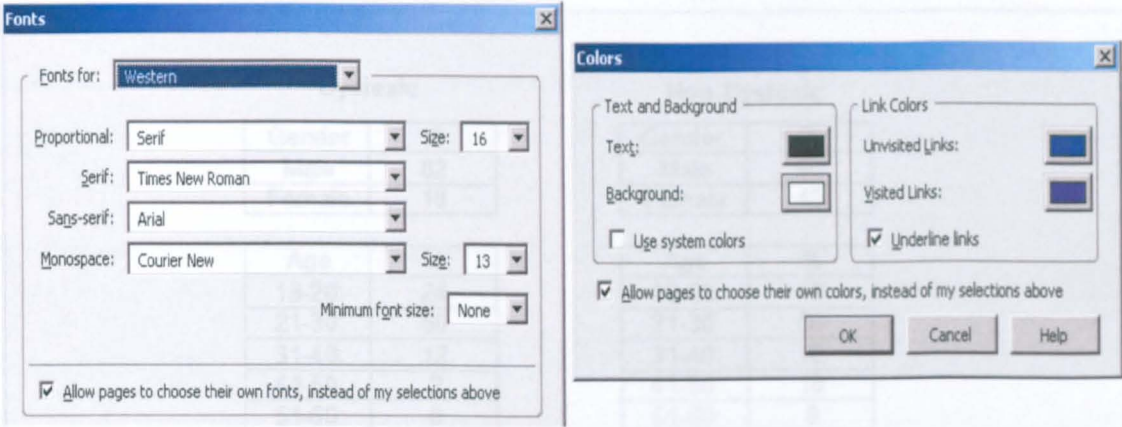 Fonts
Fonts for: Western
Proportional: Serif Size: 16
Serif: Times New Roman
Sans-serif: Arial
Monospace: Courier New Size: 13
Minimum font size: None
Allow pages to choose their own fonts, instead of my selections above
Colors
Text and Background
Text:
Background:
Use system colors
Link Colors
Unvisited Links:
Visited Links:
Underline links
Allow pages to choose their own colors, instead of my selections above
OK Cancel Help